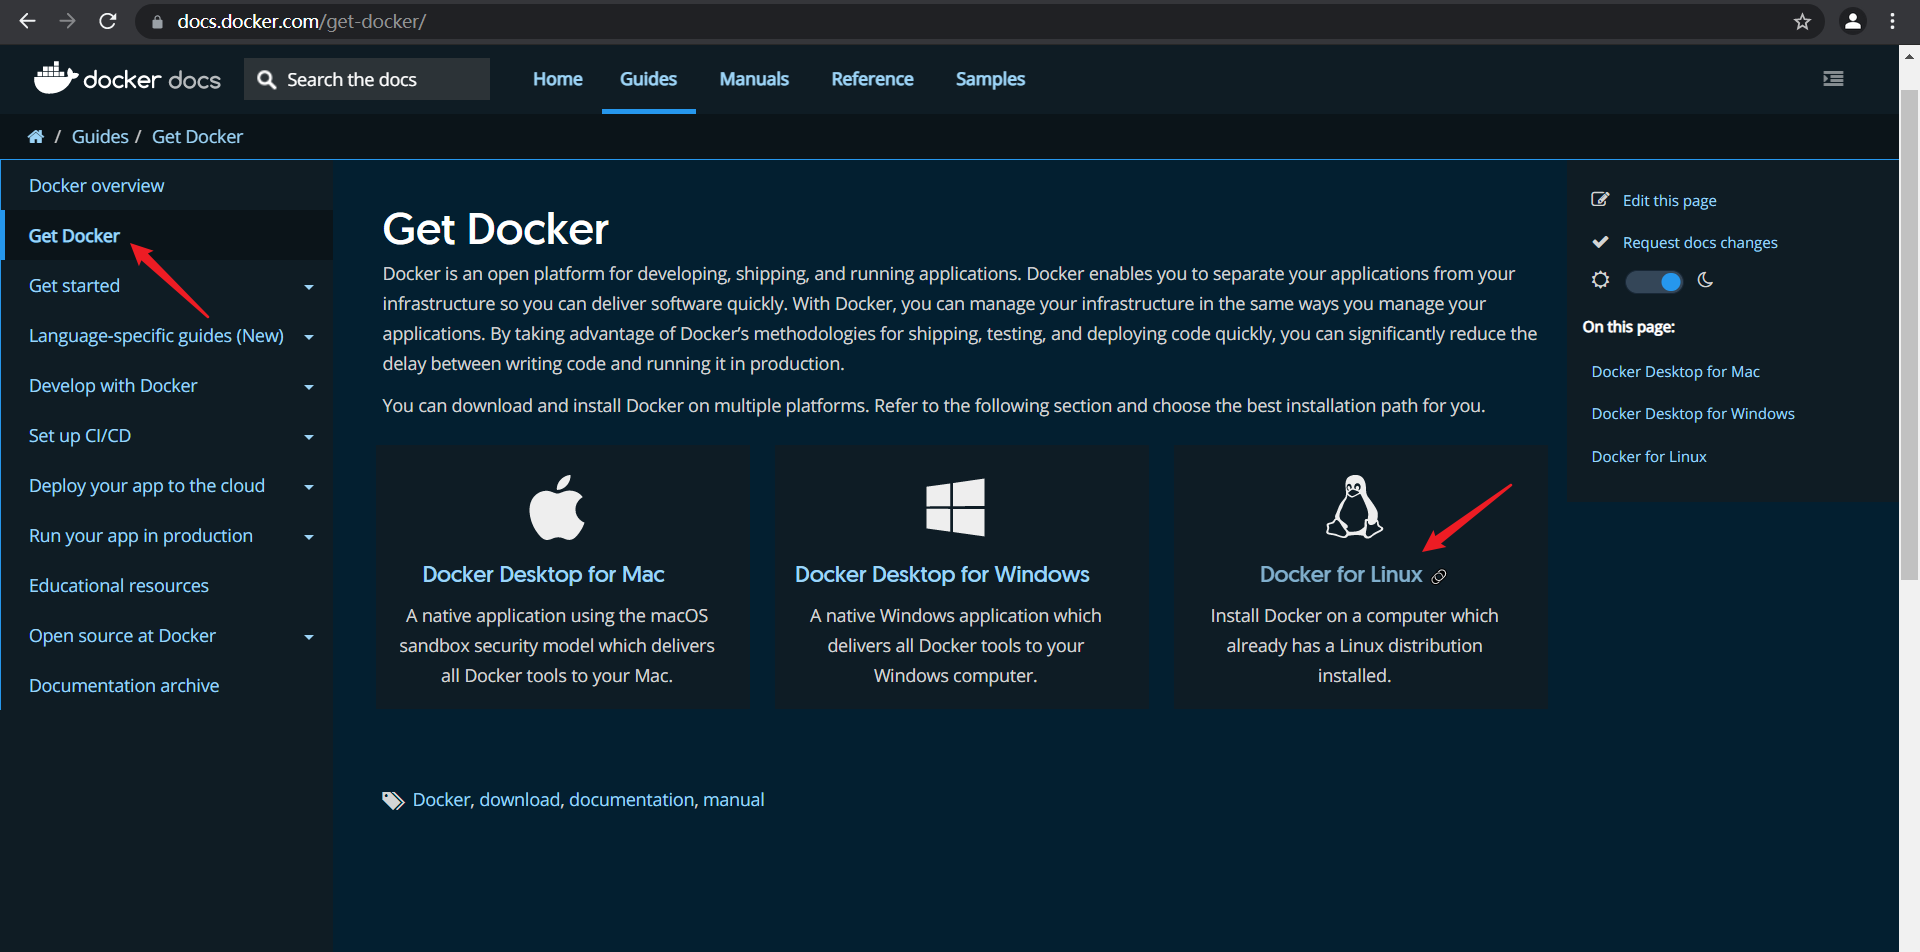 docs.docker.com/get-docker/
docker docs
Search the docs
Home
Guides
Manuals
Reference
Samples
/ Guides / Get Docker
Docker overview
Get Docker
Get started
Language-specific guides (New)
Develop with Docker
Set up CI/CD
Deploy your app to the cloud
Run your app in production
Educational resources
Open source at Docker
Documentation archive
Get Docker
Docker is an open platform for developing, shipping, and running applications. Docker enables you to separate your applications from your
infrastructure so you can deliver software quickly. With Docker, you can manage your infrastructure in the same ways you manage your
applications. By taking advantage of Docker’s methodologies for shipping, testing, and deploying code quickly, you can significantly reduce the
delay between writing code and running it in production.
You can download and install Docker on multiple platforms. Refer to the following section and choose the best installation path for you.
Docker Desktop for Mac
A native application using the macOS
sandbox security model which delivers
all Docker tools to your Mac.
Docker Desktop for Windows
A native Windows application which
delivers all Docker tools to your
Windows computer.
Docker for Linux
Install Docker on a computer which
already has a Linux distribution
installed.
Docker, download, documentation, manual
Edit this page
Request docs changes
On this page:
Docker Desktop for Mac
Docker Desktop for Windows
Docker for Linux